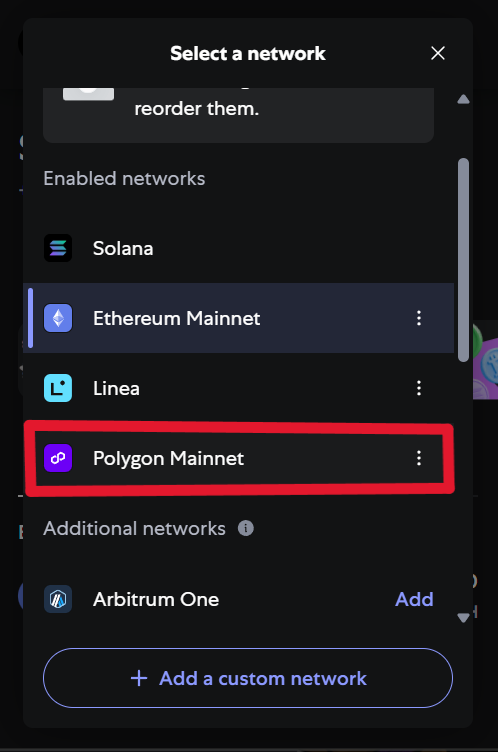 Select a network
reorder them.
Enabled networks
Solana
Ethereum Mainnet
Linea
Polygon Mainnet
Additional networks
Arbitrum One
Add
+ Add a custom network